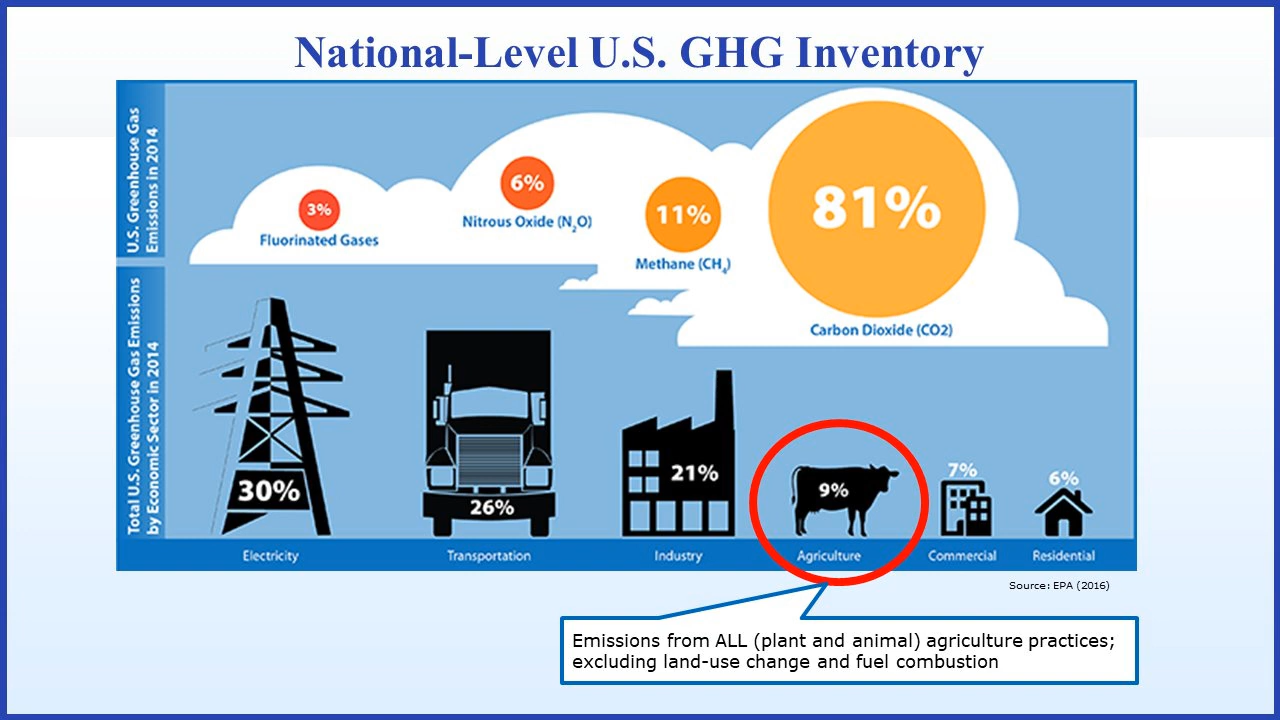 National-Level U.S. GHG Inventory
U.S. Greenhouse Gas
Emissions in 2014
3%
Fluorinated Gases
6%
Nitrous Oxide (N₂O)
11%
Methane (CH₄)
81%
Carbon Dioxide (CO2)
Total U.S. Greenhouse Gas Emissions
by Economic Sector in 2014
30%
26%
21%
9%
7%
6%
Electricity
Transportation
Industry
Agriculture
Commercial
Residential
Source: EPA (2016)
Emissions from ALL (plant and animal) agriculture practices;
excluding land-use change and fuel combustion